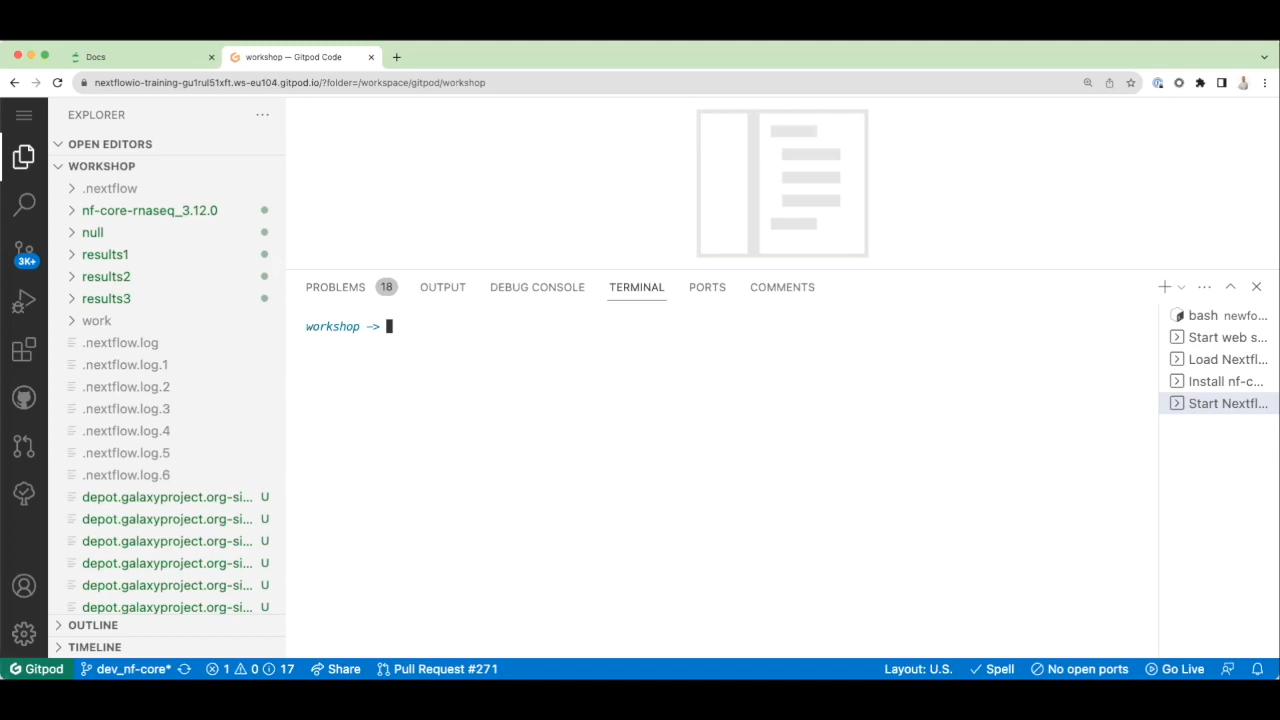 Docs
workshop — Gitpod Code
nextflowio-training-gu1rul51xft.ws-eu104.gitpod.io/?folder=/workspace/gitpod/workshop
EXPLORER
OPEN EDITORS
WORKSHOP
.nextflow
nf-core-rnaseq_3.12.0
null
results1
results2
results3
work
.nextflow.log
.nextflow.log.1
.nextflow.log.2
.nextflow.log.3
.nextflow.log.4
.nextflow.log.5
.nextflow.log.6
depot.galaxyproject.org-si... U
depot.galaxyproject.org-si... U
depot.galaxyproject.org-si... U
depot.galaxyproject.org-si... U
depot.galaxyproject.org-si... U
depot.galaxyproject.org-si... U
OUTLINE
TIMELINE
3K+
PROBLEMS 18 OUTPUT DEBUG CONSOLE TERMINAL PORTS COMMENTS
workshop ->
bash newfo...
Start web s...
Load Nextfl...
Install nf-c...
Start Nextfl...
Gitpod dev_nf-core* 1 0 17 Share Pull Request #271 Layout: U.S. Spell No open ports Go Live